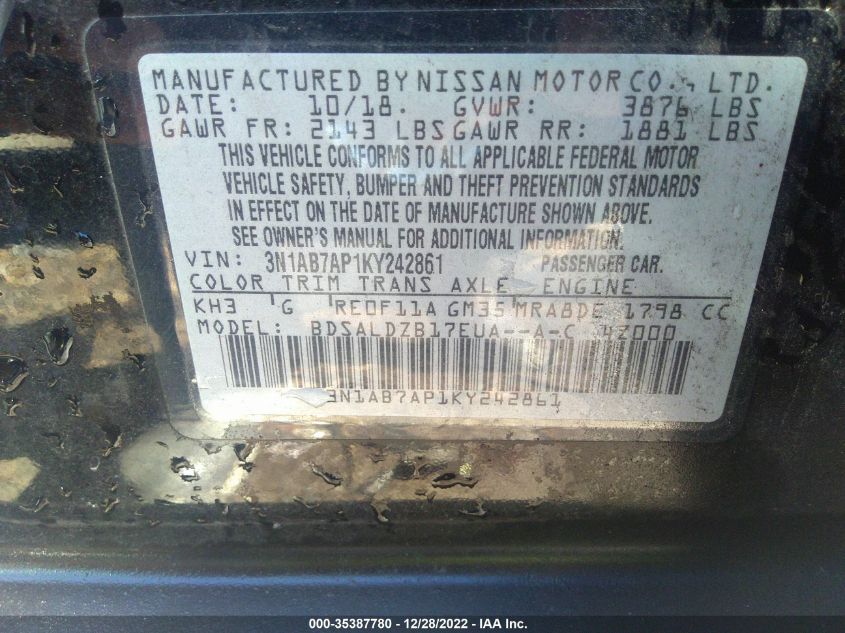 MANUFACTURED BY NISSAN MOTOR CO., LTD.
DATE: 10/18. GVWR: 3876 LBS
GAWR FR: 2143 LBS GAWR RR: 1881 LBS
THIS VEHICLE CONFORMS TO ALL APPLICABLE FEDERAL MOTOR
VEHICLE SAFETY, BUMPER AND THEFT PREVENTION STANDARDS
IN EFFECT ON THE DATE OF MANUFACTURE SHOWN ABOVE.
SEE OWNER'S MANUAL FOR ADDITIONAL INFORMATION.
VIN: 3N1AB7AP1KY242861 PASSENGER CAR.
COLOR TRIM TRANS AXLE ENGINE
KH3 G RE0F11A GM35 MRA8DE 1798 CC
MODEL: BDSALDZB17EUA--A-C 4Z000
3N1AB7AP1KY242861
000-35387780 - 12/28/2022 - IAA Inc.